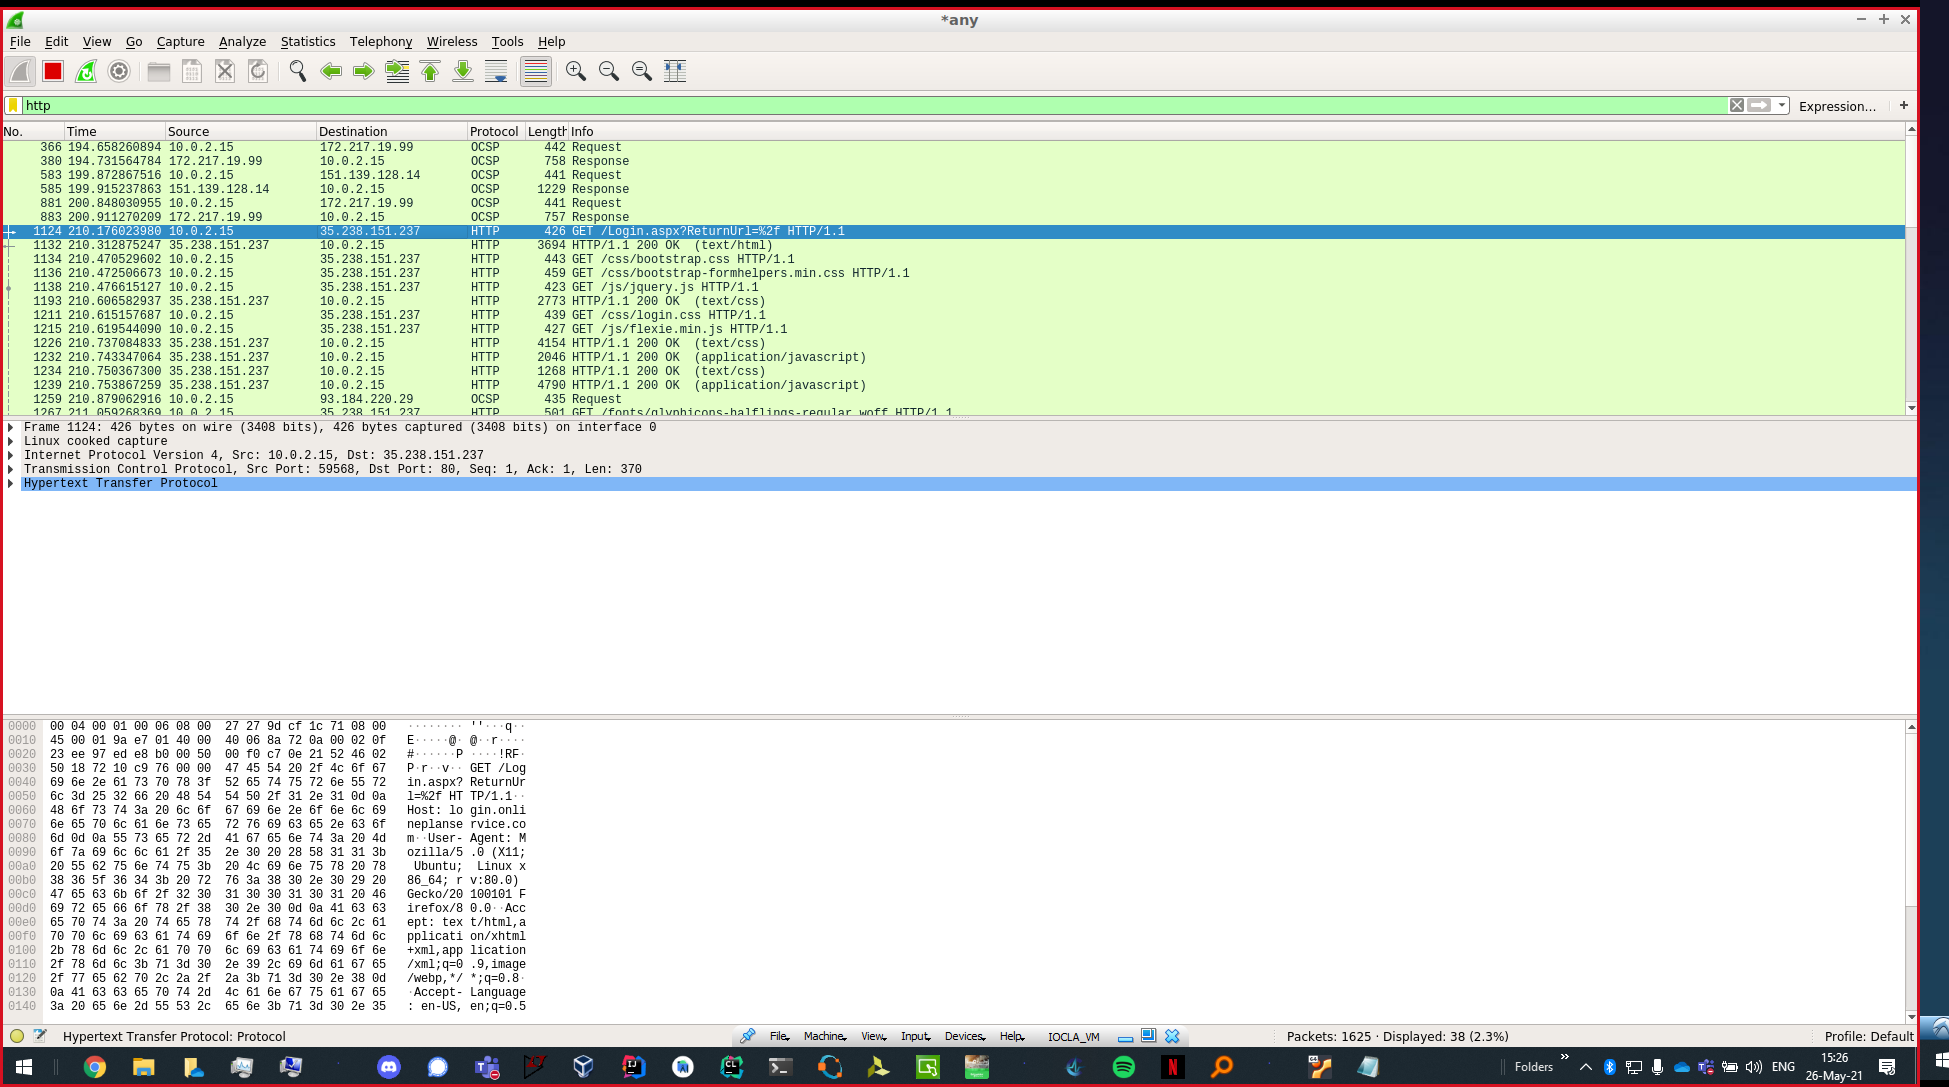 *any
File Edit View Go Capture Analyze Statistics Telephony Wireless Tools Help
http
Expression... +
No. Time Source Destination Protocol Length Info
366 194.658260894 10.0.2.15 172.217.19.99 OCSP 442 Request
380 194.731564784 172.217.19.99 10.0.2.15 OCSP 758 Response
583 199.872867516 10.0.2.15 151.139.128.14 OCSP 441 Request
585 199.915237863 151.139.128.14 10.0.2.15 OCSP 1229 Response
881 200.848030955 10.0.2.15 172.217.19.99 OCSP 441 Request
883 200.911270209 172.217.19.99 10.0.2.15 OCSP 757 Response
1124 210.176023980 10.0.2.15 35.238.151.237 HTTP 426 GET /Login.aspx?ReturnUrl=%2f HTTP/1.1
1132 210.312875247 35.238.151.237 10.0.2.15 HTTP 3694 HTTP/1.1 200 OK (text/html)
1134 210.470529602 10.0.2.15 35.238.151.237 HTTP 443 GET /css/bootstrap.css HTTP/1.1
1136 210.472506673 10.0.2.15 35.238.151.237 HTTP 459 GET /css/bootstrap-formhelpers.min.css HTTP/1.1
1138 210.476615127 10.0.2.15 35.238.151.237 HTTP 423 GET /js/jquery.js HTTP/1.1
1193 210.606582937 35.238.151.237 10.0.2.15 HTTP 2773 HTTP/1.1 200 OK (text/css)
1211 210.615157687 10.0.2.15 35.238.151.237 HTTP 439 GET /css/login.css HTTP/1.1
1215 210.619544090 10.0.2.15 35.238.151.237 HTTP 427 GET /js/flexie.min.js HTTP/1.1
1226 210.737084833 35.238.151.237 10.0.2.15 HTTP 4154 HTTP/1.1 200 OK (text/css)
1232 210.743347064 35.238.151.237 10.0.2.15 HTTP 2046 HTTP/1.1 200 OK (application/javascript)
1234 210.750367300 35.238.151.237 10.0.2.15 HTTP 1268 HTTP/1.1 200 OK (text/css)
1239 210.753867259 35.238.151.237 10.0.2.15 HTTP 4790 HTTP/1.1 200 OK (application/javascript)
1259 210.879062916 10.0.2.15 93.184.220.29 OCSP 435 Request
1267 211.059268369 10.0.2.15 35.238.151.237 HTTP 501 GET /fonts/glyphicons-halflings-regular.woff HTTP/1.1
Frame 1124: 426 bytes on wire (3408 bits), 426 bytes captured (3408 bits) on interface 0
Linux cooked capture
Internet Protocol Version 4, Src: 10.0.2.15, Dst: 35.238.151.237
Transmission Control Protocol, Src Port: 59568, Dst Port: 80, Seq: 1, Ack: 1, Len: 370
Hypertext Transfer Protocol
0000 00 04 00 01 00 06 08 00 27 27 9d cf 1c 71 08 00 ········ ''···q··
0010 45 00 01 9a e7 01 40 00 40 06 8a 72 0a 00 02 0f E·····@· @··r····
0020 23 ee 97 ed e8 b0 00 50 00 f0 c7 0e 21 52 46 02 #······P ····!RF·
0030 50 18 72 10 c9 76 00 00 47 45 54 20 2f 4c 6f 67 P·r··v·· GET /Log
0040 69 6e 2e 61 73 70 78 3f 52 65 74 75 72 6e 55 72 in.aspx? ReturnUr
0050 6c 3d 25 32 66 20 48 54 54 50 2f 31 2e 31 0d 0a l=%2f HT TP/1.1··
0060 48 6f 73 74 3a 20 6c 6f 67 69 6e 2e 6f 6e 6c 69 Host: lo gin.onli
0070 6e 65 70 6c 61 6e 73 65 72 76 69 63 65 2e 63 6f neplanse rvice.co
0080 6d 0d 0a 55 73 65 72 2d 41 67 65 6e 74 3a 20 4d m··User- Agent: M
0090 6f 7a 69 6c 6c 61 2f 35 2e 30 20 28 58 31 31 3b ozilla/5 .0 (X11;
00a0 20 55 62 75 6e 74 75 3b 20 4c 69 6e 75 78 20 78 Ubuntu; Linux x
00b0 38 36 5f 36 34 3b 20 72 76 3a 38 30 2e 30 29 20 86_64; r v:80.0)
00c0 47 65 63 6b 6f 2f 32 30 31 30 30 31 30 31 20 46 Gecko/20 100101 F
00d0 69 72 65 66 6f 78 2f 38 30 2e 30 0d 0a 41 63 63 irefox/8 0.0··Acc
00e0 65 70 74 3a 20 74 65 78 74 2f 68 74 6d 6c 2c 61 ept: tex t/html,a
00f0 70 70 6c 69 63 61 74 69 6f 6e 2f 78 68 74 6d 6c pplicati on/xhtml
0100 2b 78 6d 6c 2c 61 70 70 6c 69 63 61 74 69 6f 6e +xml,app lication
0110 2f 78 6d 6c 3b 71 3d 30 2e 39 2c 69 6d 61 67 65 /xml;q=0 .9,image
0120 2f 77 65 62 70 2c 2a 2f 2a 3b 71 3d 30 2e 38 0d /webp,*/ *;q=0.8·
0130 0a 41 63 63 65 70 74 2d 4c 61 6e 67 75 61 67 65 ·Accept- Language
0140 3a 20 65 6e 2d 55 53 2c 65 6e 3b 71 3d 30 2e 35 : en-US, en;q=0.5
Hypertext Transfer Protocol: Protocol
File Machine View Input Devices Help IOCLA_VM
Packets: 1625 · Displayed: 38 (2.3%)
Profile: Default
Folders
ENG
15:26
26-May-21